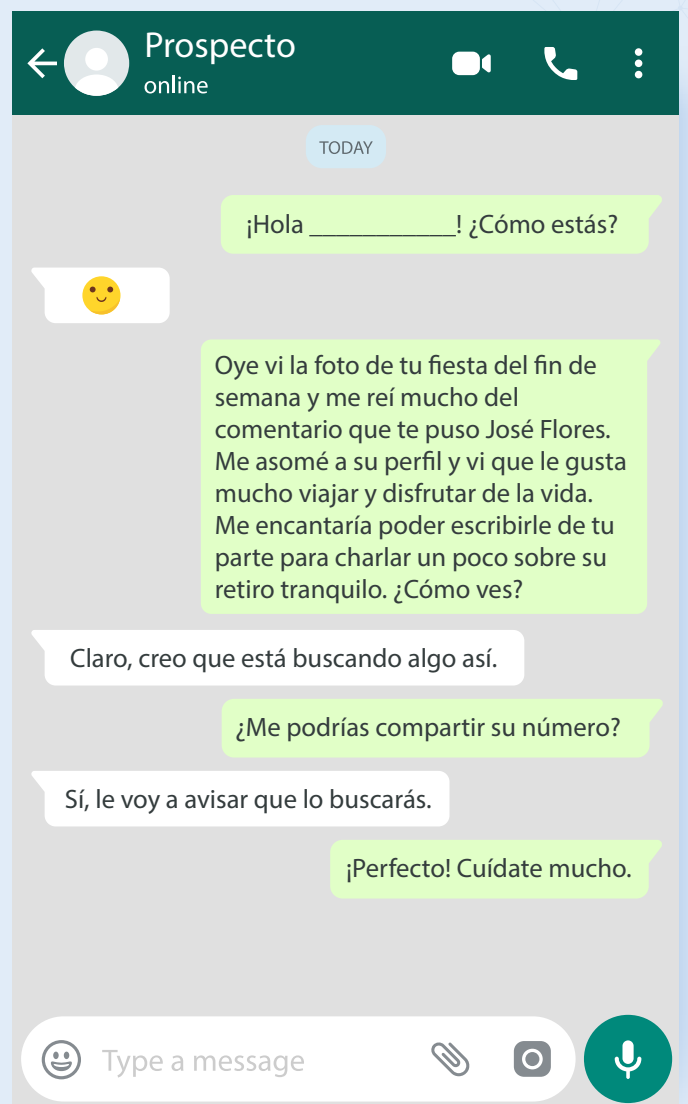 Prospecto
online
TODAY
¡Hola ___________! ¿Cómo estás?
Oye vi la foto de tu fiesta del fin de
semana y me reí mucho del
comentario que te puso José Flores.
Me asomé a su perfil y vi que le gusta
mucho viajar y disfrutar de la vida.
Me encantaría poder escribirle de tu
parte para charlar un poco sobre su
retiro tranquilo. ¿Cómo ves?
Claro, creo que está buscando algo así.
¿Me podrías compartir su número?
Sí, le voy a avisar que lo buscarás.
¡Perfecto! Cuídate mucho.
Type a message